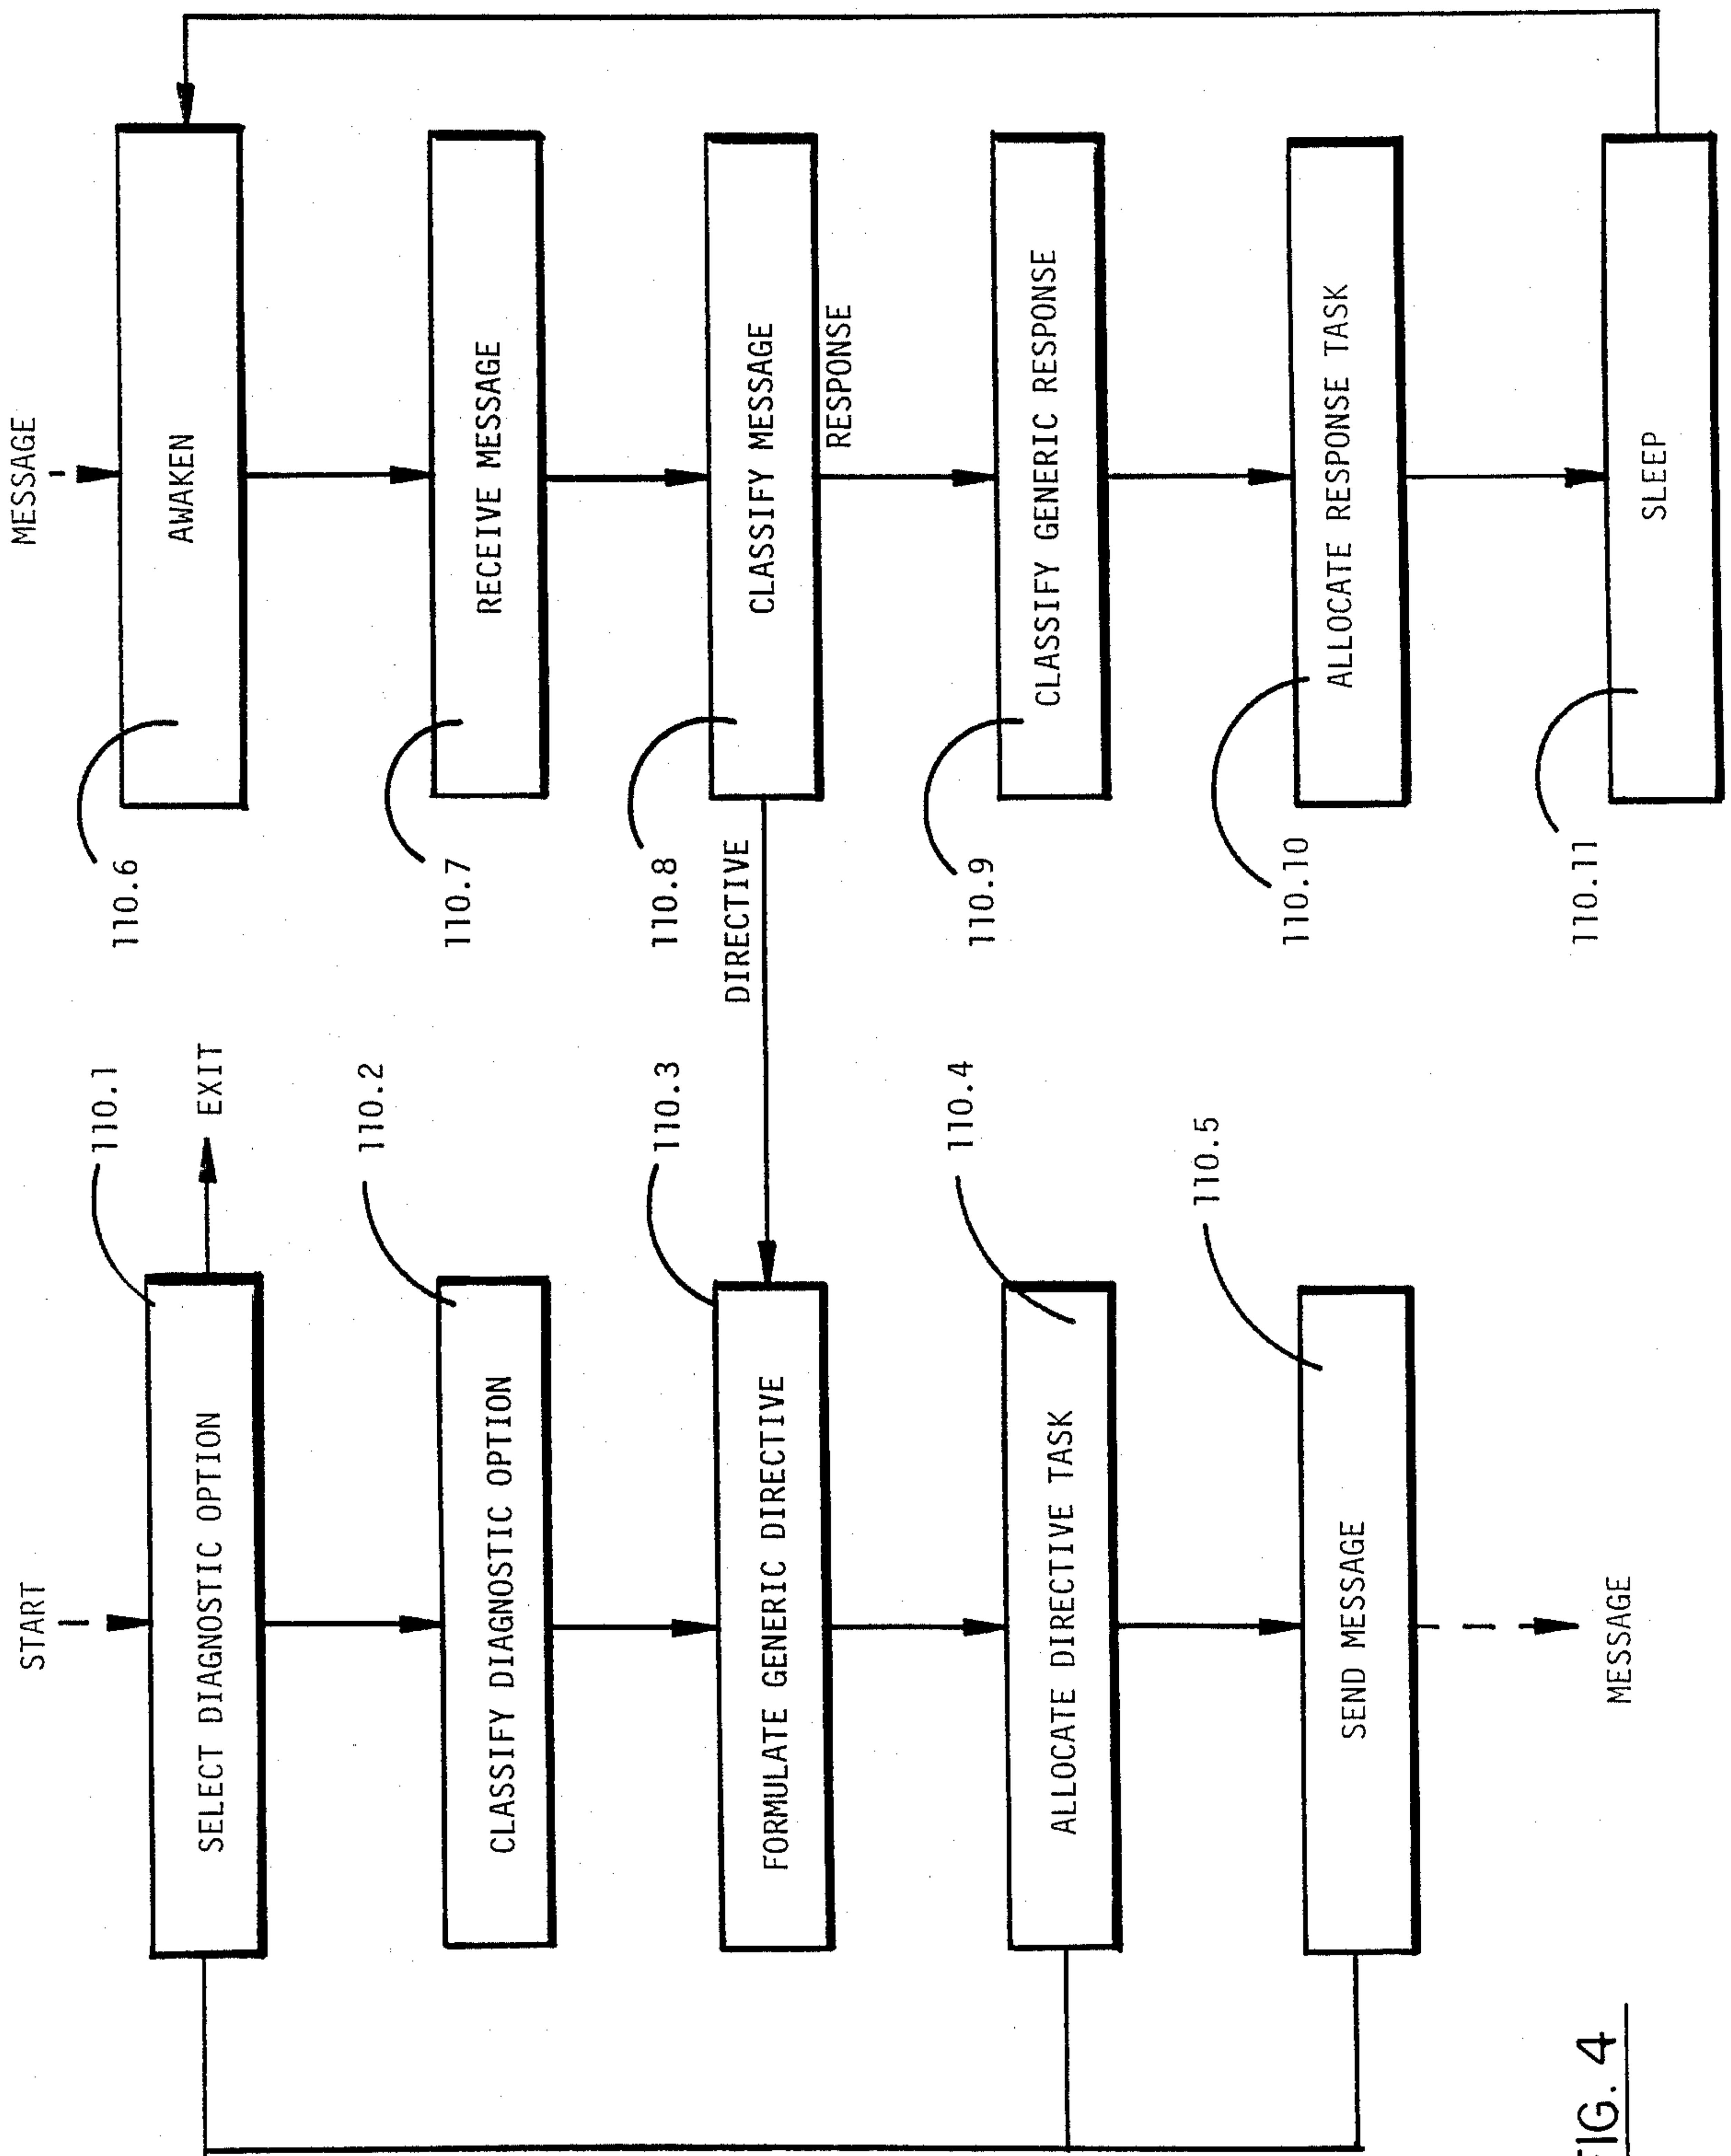 START
SELECT DIAGNOSTIC OPTION
110.1
EXIT
CLASSIFY DIAGNOSTIC OPTION
110.2
FORMULATE GENERIC DIRECTIVE
110.3
ALLOCATE DIRECTIVE TASK
110.4
SEND MESSAGE
110.5
MESSAGE
MESSAGE
110.6
AWAKEN
110.7
RECEIVE MESSAGE
110.8
CLASSIFY MESSAGE
DIRECTIVE
RESPONSE
110.9
CLASSIFY GENERIC RESPONSE
110.10
ALLOCATE RESPONSE TASK
110.11
SLEEP
FIG. 4